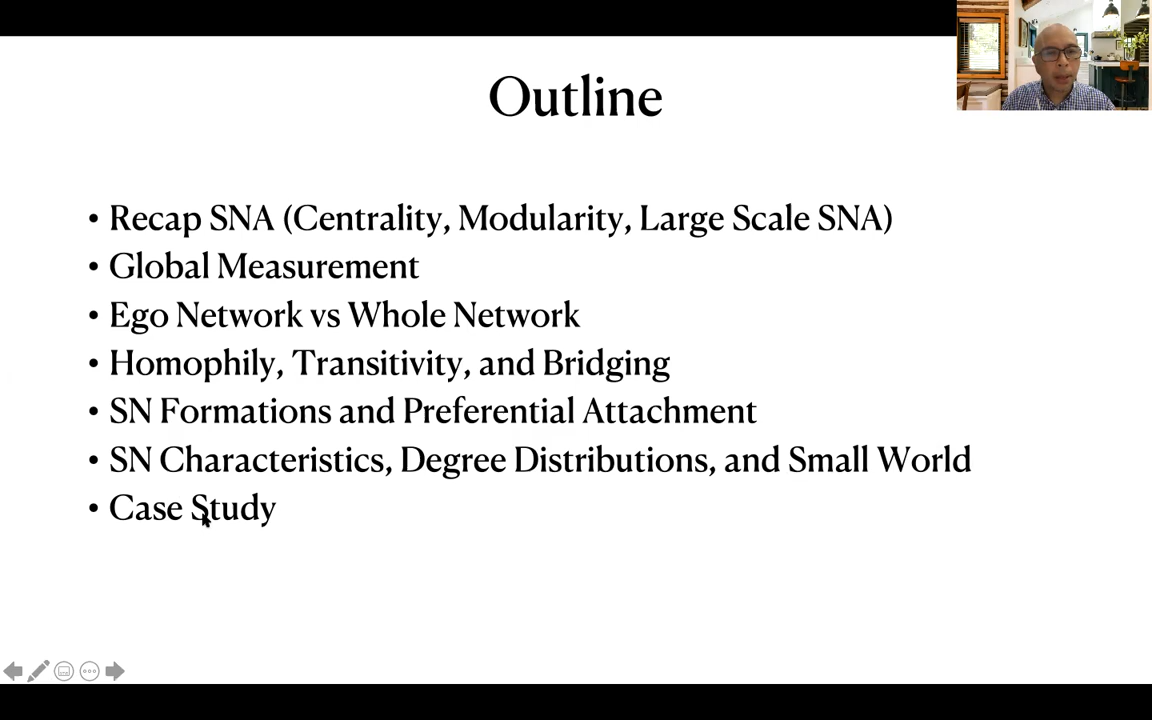 Outline
• Recap SNA (Centrality, Modularity, Large Scale SNA)
• Global Measurement
• Ego Network vs Whole Network
• Homophily, Transitivity, and Bridging
• SN Formations and Preferential Attachment
• SN Characteristics, Degree Distributions, and Small World
• Case Study